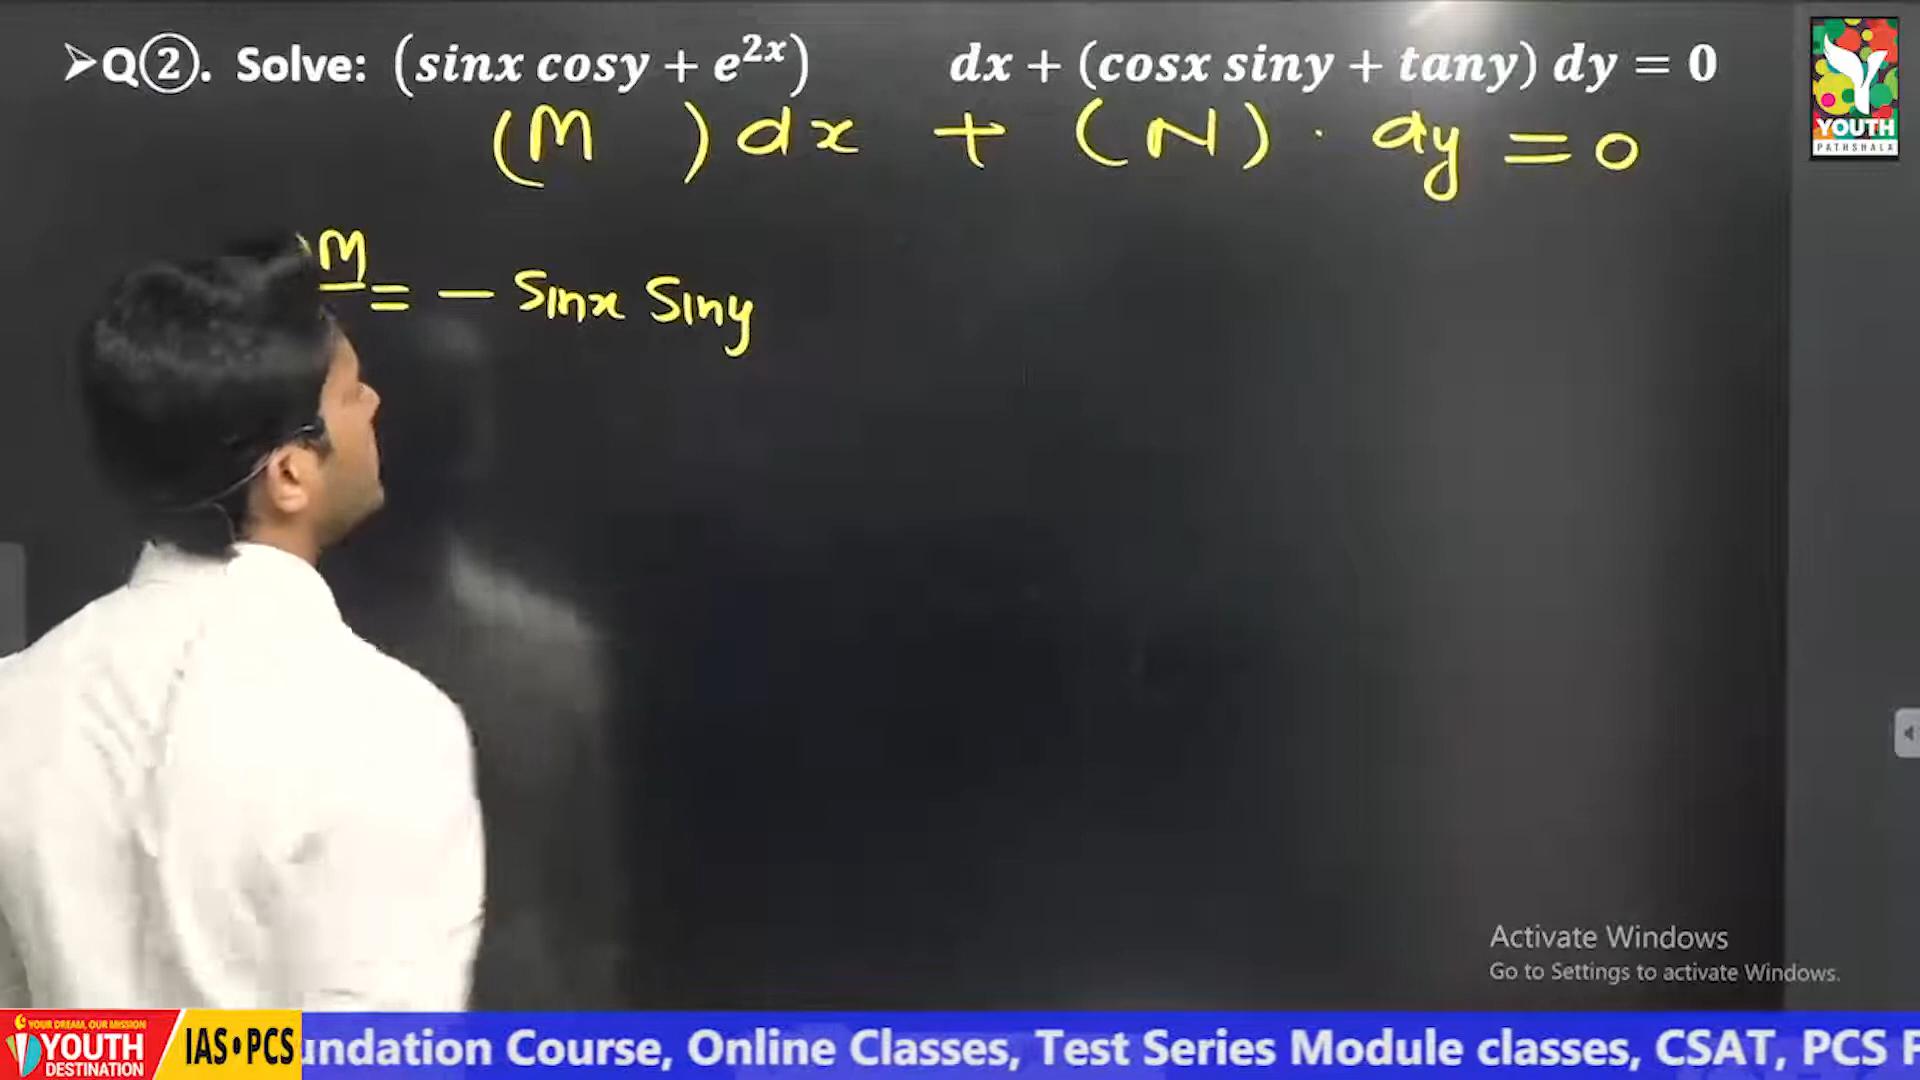 ➤Q②. Solve: (sinx cosy + e^{2x}) dx + (cosx siny + tany) dy = 0
(M ) dx + (N) · dy = 0
M = − Sinx Siny
YOUTH
PATHSHALA
Activate Windows
Go to Settings to activate Windows.
YOUR DREAM, OUR MISSION
YOUTH
DESTINATION
IAS•PCS
undation Course, Online Classes, Test Series Module classes, CSAT, PCS F